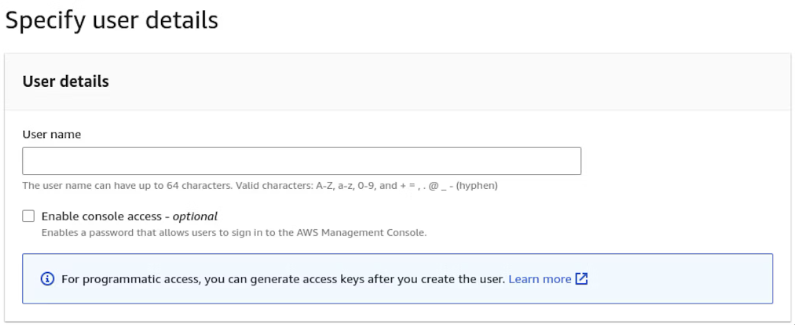 Specify user details
User details
User name
The user name can have up to 64 characters. Valid characters: A-Z, a-z, 0-9, and + = , . @ _ - (hyphen)
Enable console access - optional
Enables a password that allows users to sign in to the AWS Management Console.
For programmatic access, you can generate access keys after you create the user. Learn more